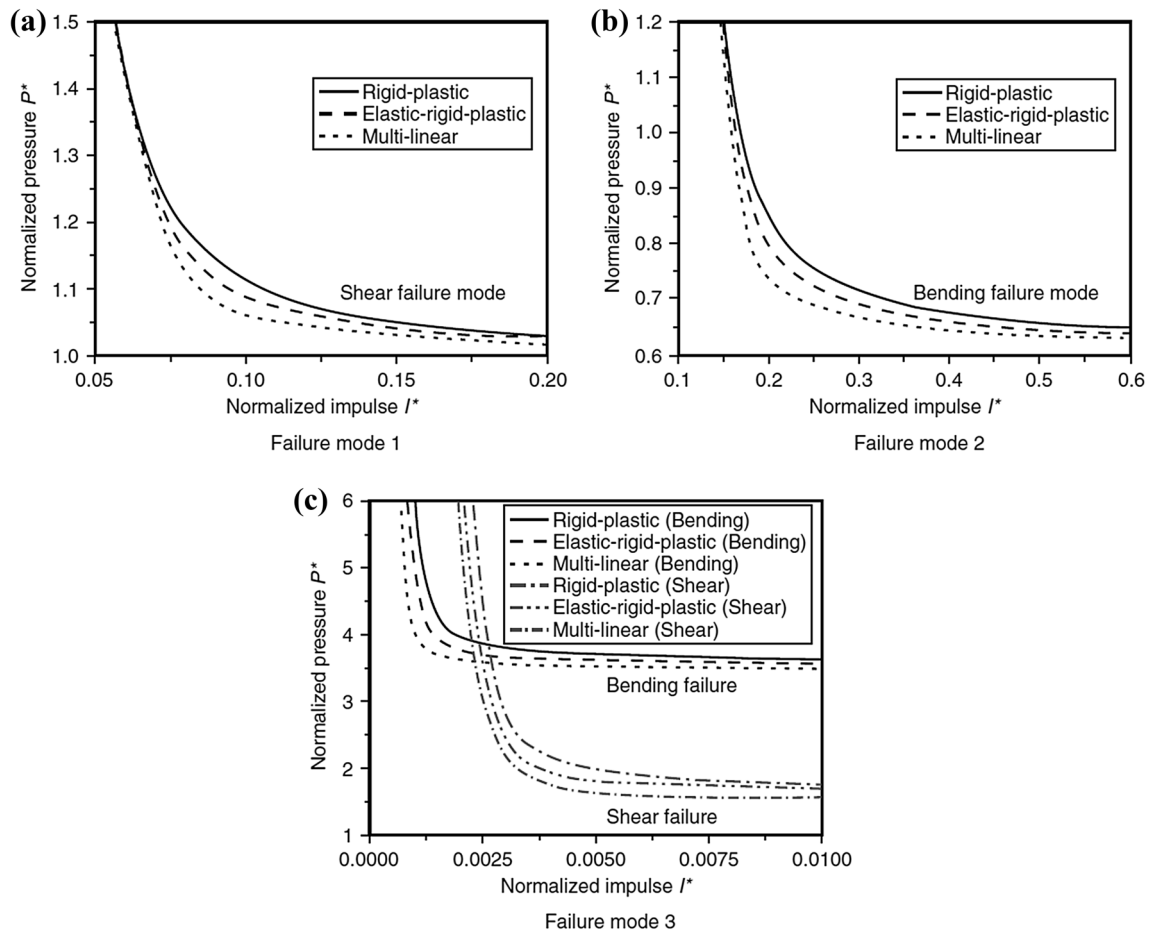 (a)
1.5
1.4
1.3
1.2
1.1
1.0
Normalized pressure P*
Rigid-plastic
Elastic-rigid-plastic
Multi-linear
Shear failure mode
0.05 0.10 0.15 0.20
Normalized impulse I*
Failure mode 1
(b)
1.2
1.1
1.0
0.9
0.8
0.7
0.6
Normalized pressure P*
Rigid-plastic
Elastic-rigid-plastic
Multi-linear
Bending failure mode
0.1 0.2 0.3 0.4 0.5 0.6
Normalized impulse I*
Failure mode 2
(c)
6
5
4
3
2
1
Normalized pressure P*
Rigid-plastic (Bending)
Elastic-rigid-plastic (Bending)
Multi-linear (Bending)
Rigid-plastic (Shear)
Elastic-rigid-plastic (Shear)
Multi-linear (Shear)
Bending failure
Shear failure
0.0000 0.0025 0.0050 0.0075 0.0100
Normalized impulse I*
Failure mode 3